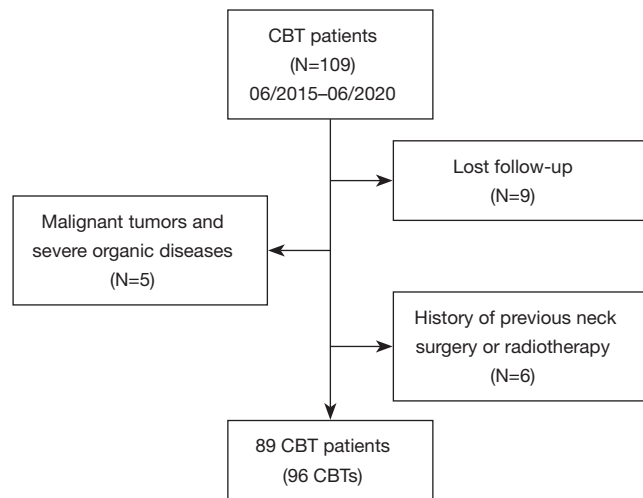 CBT patients
(N=109)
06/2015–06/2020
Lost follow-up
(N=9)
Malignant tumors and
severe organic diseases
(N=5)
History of previous neck
surgery or radiotherapy
(N=6)
89 CBT patients
(96 CBTs)